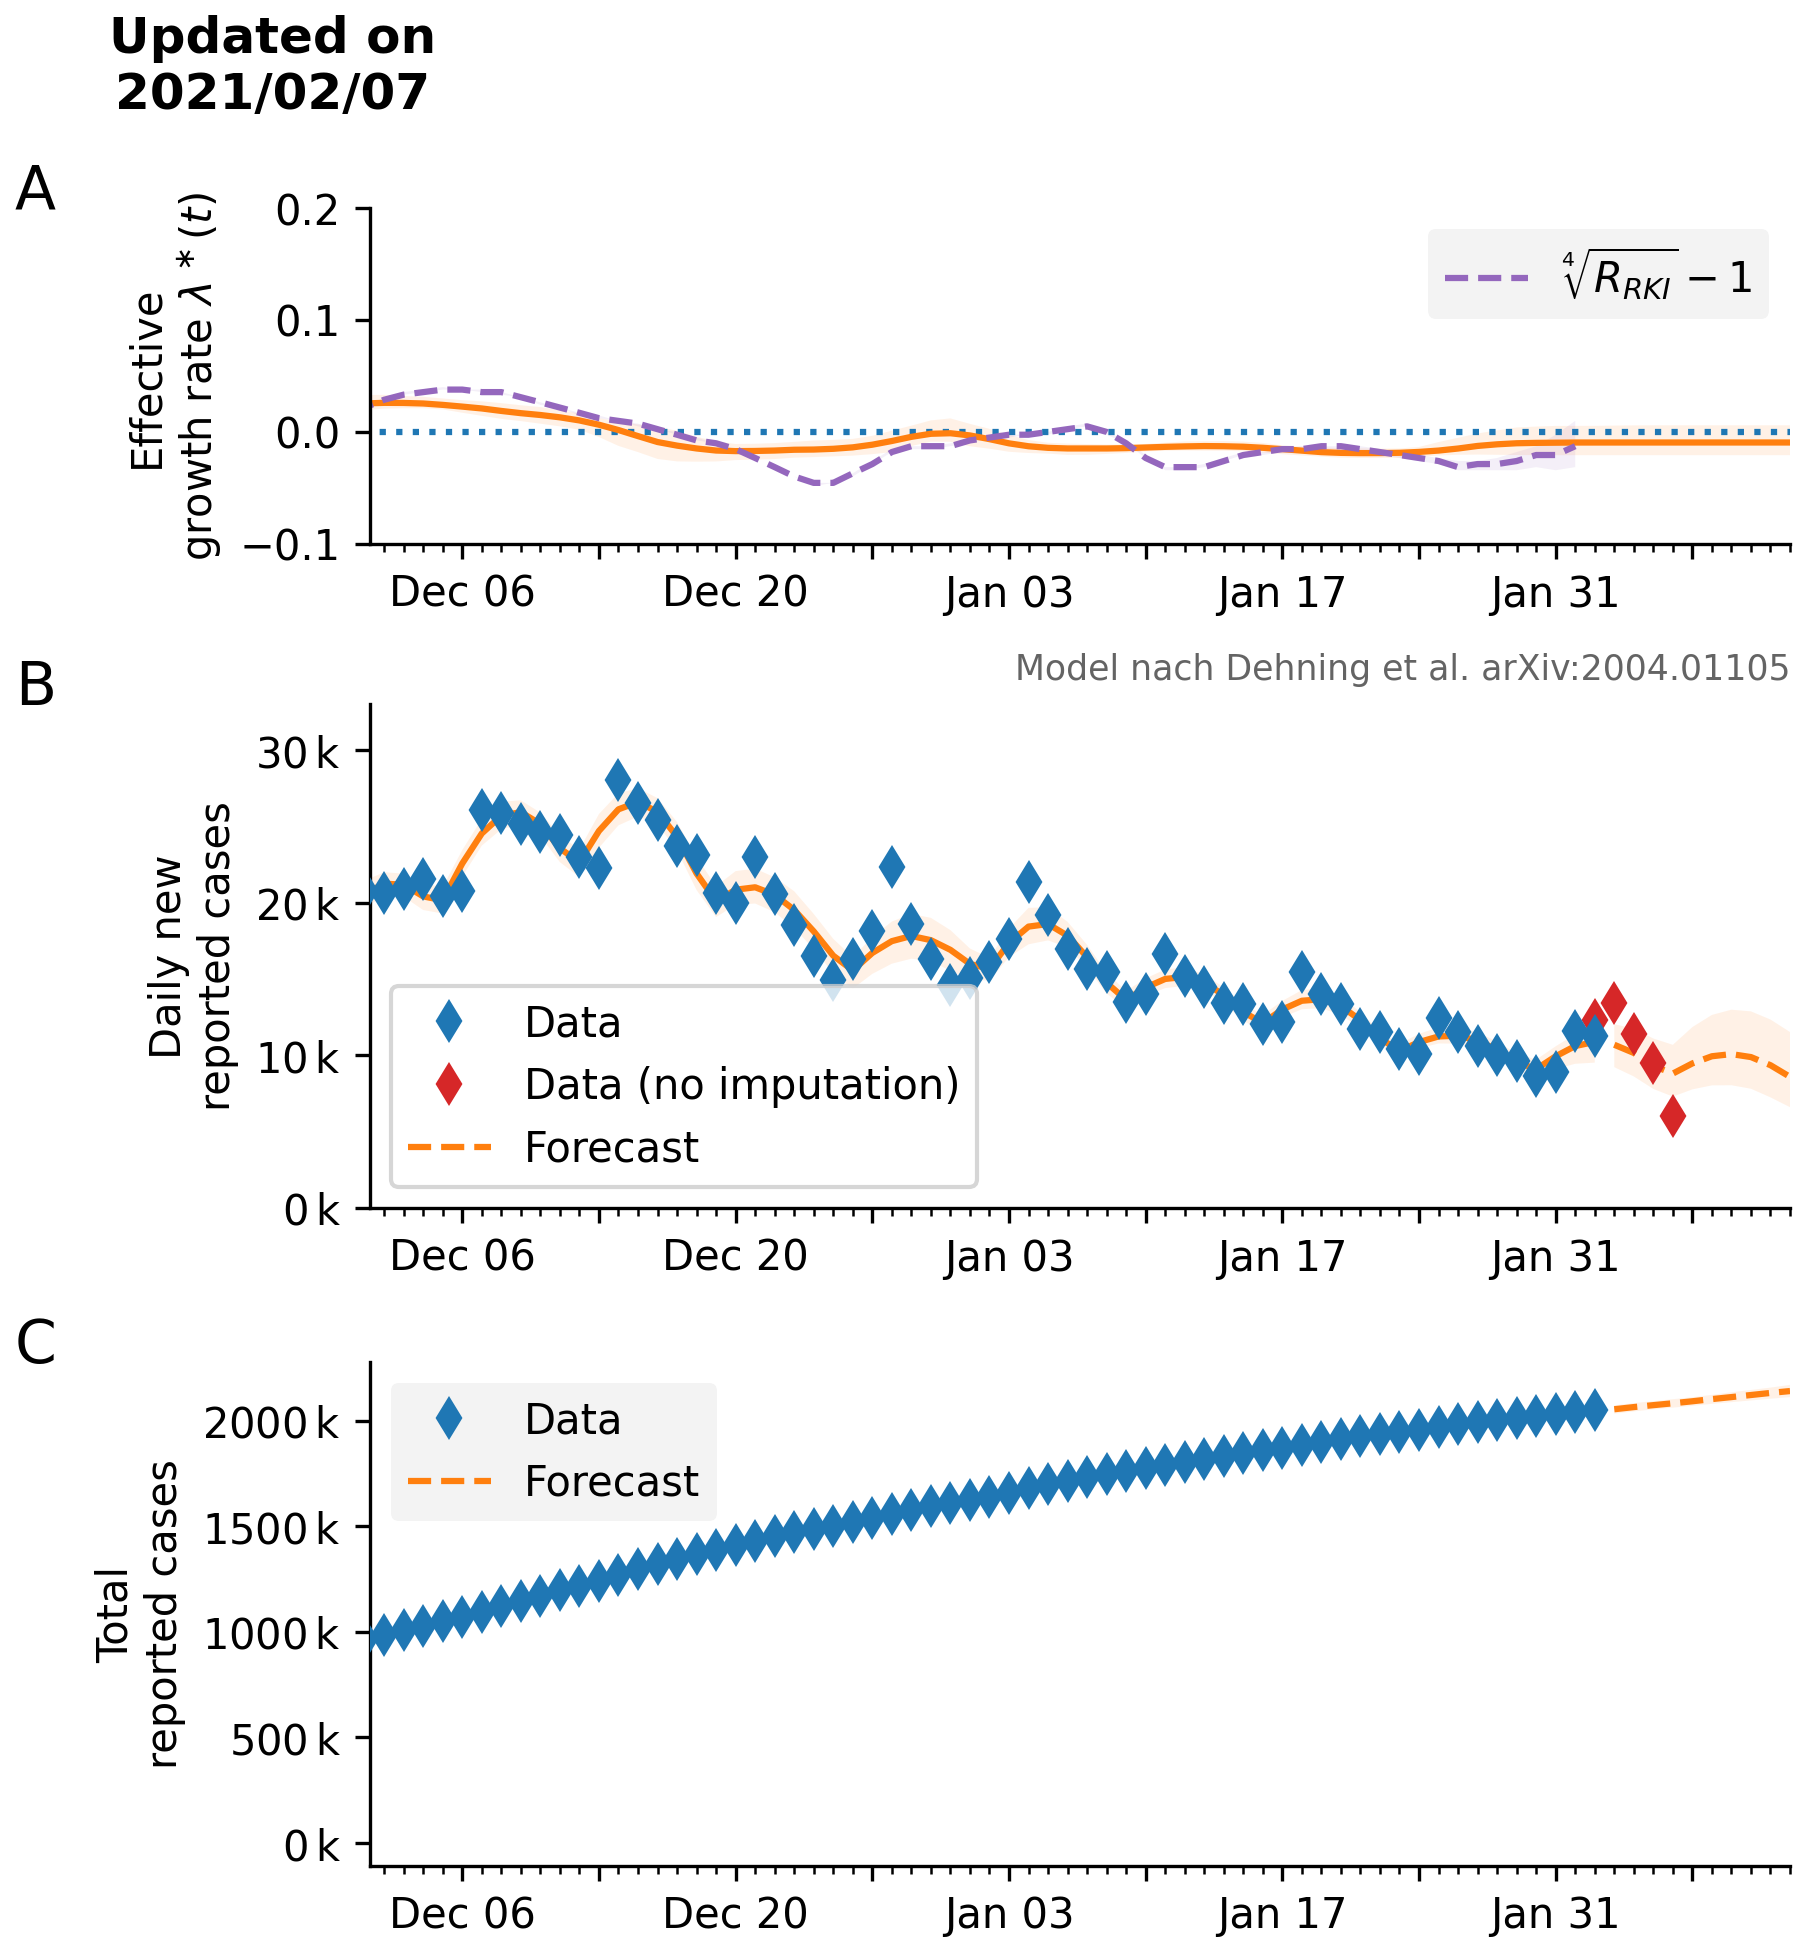 Updated on
2021/02/07
A
Effective
growth rate λ * (t)
0.2
0.1
0.0
−0.1
∜R_RKI − 1
Dec 06
Dec 20
Jan 03
Jan 17
Jan 31
B
Model nach Dehning et al. arXiv:2004.01105
Daily new
reported cases
30 k
20 k
10 k
0 k
Data
Data (no imputation)
Forecast
Dec 06
Dec 20
Jan 03
Jan 17
Jan 31
C
Total
reported cases
2000 k
1500 k
1000 k
500 k
0 k
Data
Forecast
Dec 06
Dec 20
Jan 03
Jan 17
Jan 31